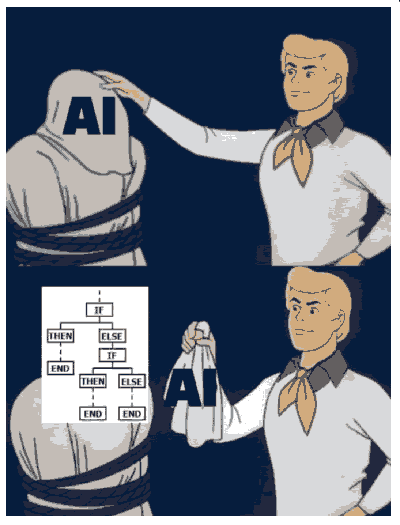 AI
IF
THEN ELSE
IF
END
THEN ELSE
END END
AI